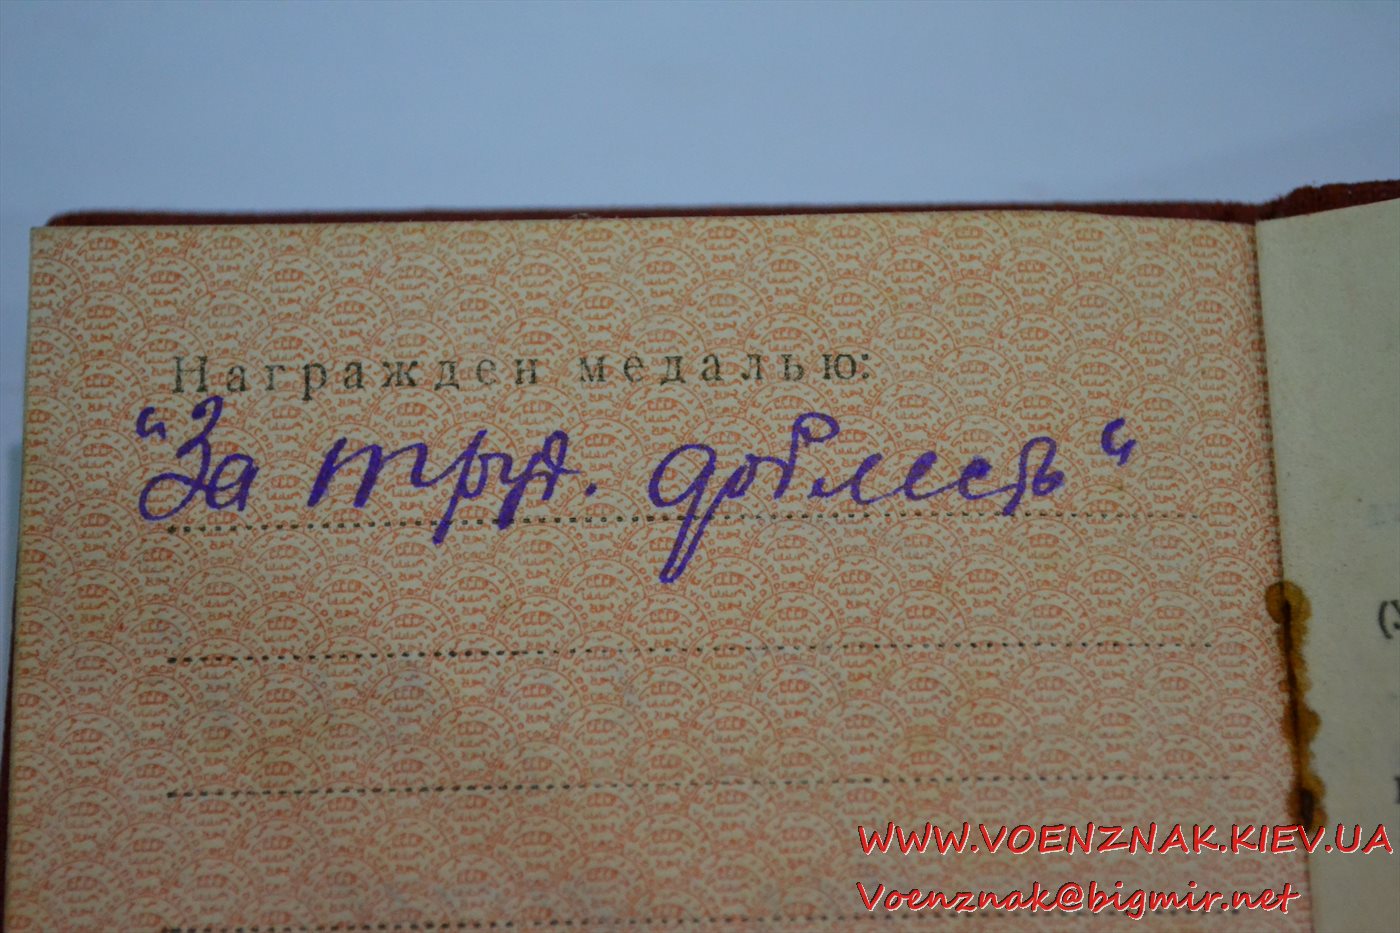 Награжден медалью:
“За труд. доблесть“
WWW.VOENZNAK.KIEV.UA
Voenznak@bigmir.net